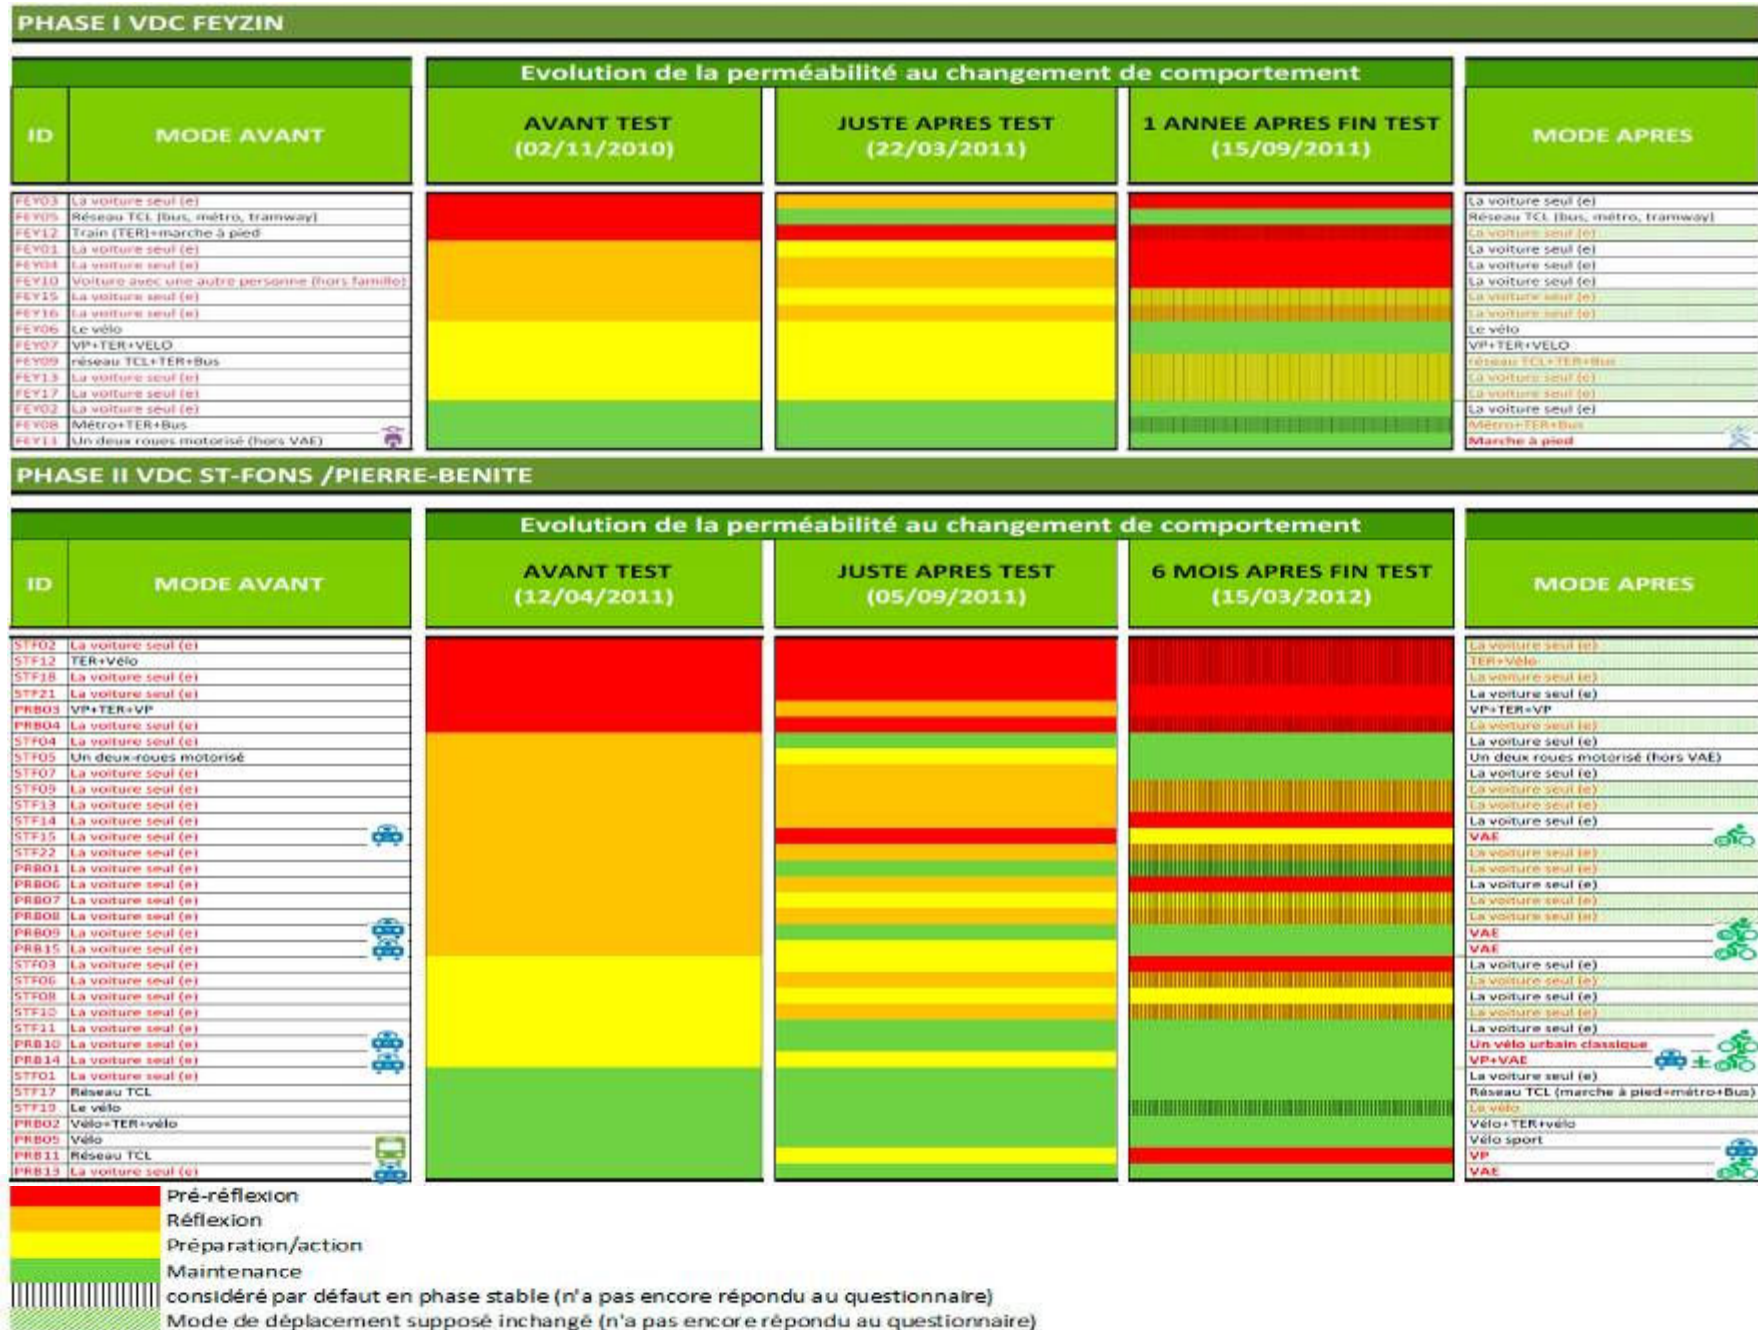 PHASE I VDC FEYZIN
Evolution de la perméabilité au changement de comportement
ID MODE AVANT AVANT TEST (02/11/2010) JUSTE APRES TEST (22/03/2011) 1 ANNEE APRES FIN TEST (15/09/2011) MODE APRES
FEY03 La voiture seul (e) La voiture seul (e)
FEY05 Réseau TCL (bus, métro, tramway) Réseau TCL (bus, métro, tramway)
FEY12 Train (TER)+marche à pied La voiture seul (e)
FEY01 La voiture seul (e) La voiture seul (e)
FEY04 La voiture seul (e) La voiture seul (e)
FEY10 Voiture avec une autre personne (hors famille) La voiture seul (e)
FEY15 La voiture seul (e) La voiture seul (e)
FEY16 La voiture seul (e) La voiture seul (e)
FEY06 Le vélo Le vélo
FEY07 VP+TER+VELO VP+TER+VELO
FEY09 réseau TCL+TER+Bus réseau TCL+TER+Bus
FEY13 La voiture seul (e) La voiture seul (e)
FEY17 La voiture seul (e) La voiture seul (e)
FEY02 La voiture seul (e) La voiture seul (e)
FEY08 Métro+TER+Bus Métro+TER+Bus
FEY11 Un deux roues motorisé (hors VAE) Marche à pied
PHASE II VDC ST-FONS /PIERRE-BENITE
Evolution de la perméabilité au changement de comportement
ID MODE AVANT AVANT TEST (12/04/2011) JUSTE APRES TEST (05/09/2011) 6 MOIS APRES FIN TEST (15/03/2012) MODE APRES
STF02 La voiture seul (e) La voiture seul (e)
STF12 TER+Vélo TER+Vélo
STF18 La voiture seul (e) La voiture seul (e)
STF21 La voiture seul (e) La voiture seul (e)
PRB03 VP+TER+VP VP+TER+VP
PRB04 La voiture seul (e) La voiture seul (e)
STF04 La voiture seul (e) La voiture seul (e)
STF05 Un deux-roues motorisé Un deux roues motorisé (hors VAE)
STF07 La voiture seul (e) La voiture seul (e)
STF09 La voiture seul (e) La voiture seul (e)
STF13 La voiture seul (e) La voiture seul (e)
STF14 La voiture seul (e) La voiture seul (e)
STF15 La voiture seul (e) VAE
STF22 La voiture seul (e) La voiture seul (e)
PRB01 La voiture seul (e) La voiture seul (e)
PRB06 La voiture seul (e) La voiture seul (e)
PRB07 La voiture seul (e) La voiture seul (e)
PRB08 La voiture seul (e) La voiture seul (e)
PRB09 La voiture seul (e) VAE
PRB15 La voiture seul (e) VAE
STF03 La voiture seul (e) La voiture seul (e)
STF06 La voiture seul (e) La voiture seul (e)
STF08 La voiture seul (e) La voiture seul (e)
STF10 La voiture seul (e) La voiture seul (e)
STF11 La voiture seul (e) La voiture seul (e)
PRB10 La voiture seul (e) Un vélo urbain classique
PRB14 La voiture seul (e) VP+VAE ±
STF01 La voiture seul (e) La voiture seul (e)
STF17 Réseau TCL Réseau TCL (marche à pied+métro+Bus)
STF19 Le vélo Le vélo
PRB02 Vélo+TER+vélo Vélo+TER+vélo
PRB05 Vélo Vélo sport
PRB11 Réseau TCL VP
PRB13 La voiture seul (e) VAE
Pré-réflexion
Réflexion
Préparation/action
Maintenance
considéré par défaut en phase stable (n'a pas encore répondu au questionnaire)
Mode de déplacement supposé inchangé (n'a pas encore répondu au questionnaire)